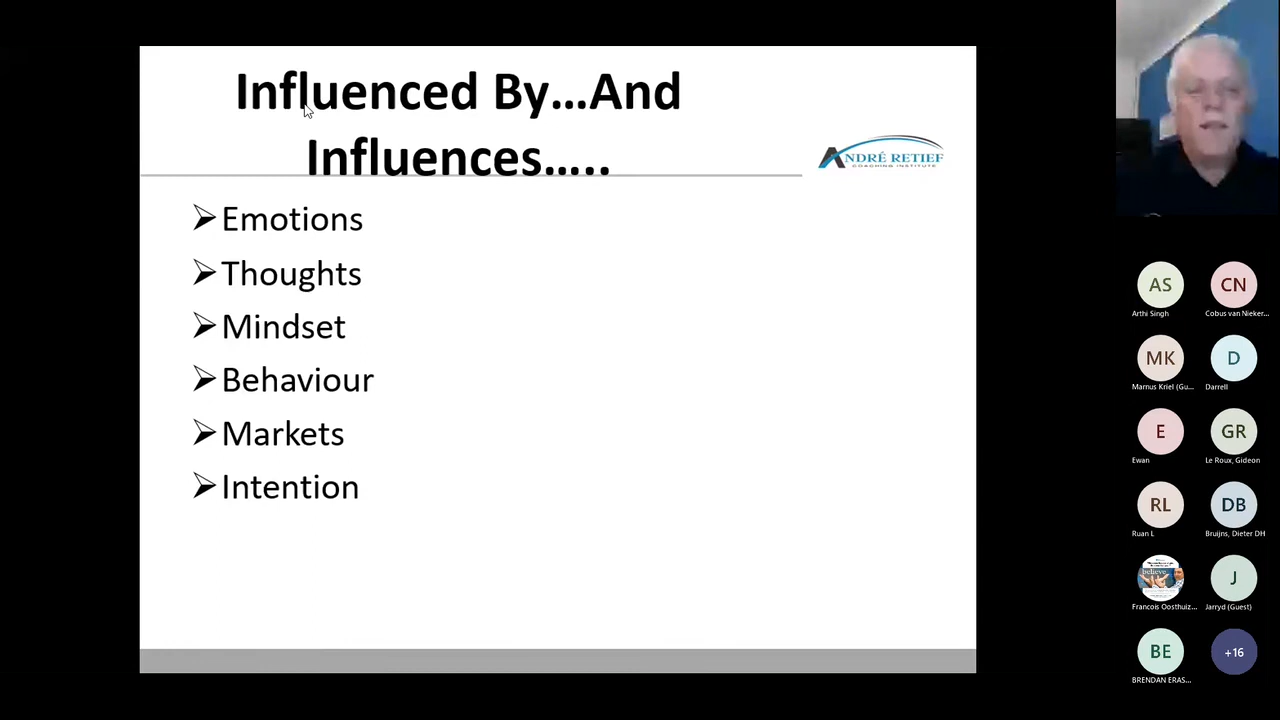 Influenced By...And
Influences.....
ANDRÉ RETIEF
COACHING INSTITUTE
Emotions
Thoughts
Mindset
Behaviour
Markets
Intention
AS
CN
Arthi Singh
Cobus van Nieker...
MK
D
Marnus Kriel (Gu...
Darrell
E
GR
Ewan
Le Roux, Gideon
RL
DB
Ruan L
Bruijns, Dieter DH
believe
J
Francois Oosthuiz...
Jarryd (Guest)
BE
+16
BRENDAN ERAS...